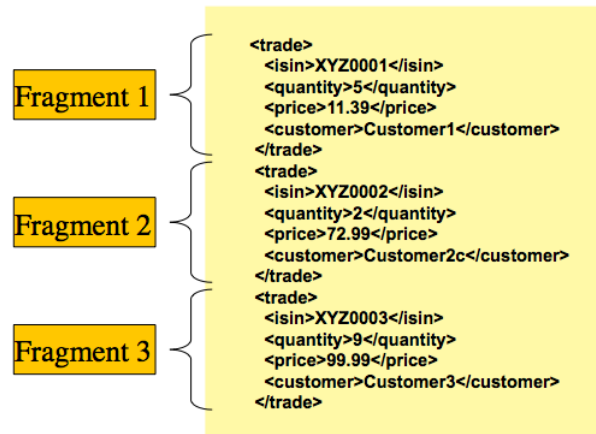 Fragment 1
<trade>
<isin>XYZ0001</isin>
<quantity>5</quantity>
<price>11.39</price>
<customer>Customer1</customer>
</trade>
Fragment 2
<trade>
<isin>XYZ0002</isin>
<quantity>2</quantity>
<price>72.99</price>
<customer>Customer2c</customer>
</trade>
Fragment 3
<trade>
<isin>XYZ0003</isin>
<quantity>9</quantity>
<price>99.99</price>
<customer>Customer3</customer>
</trade>